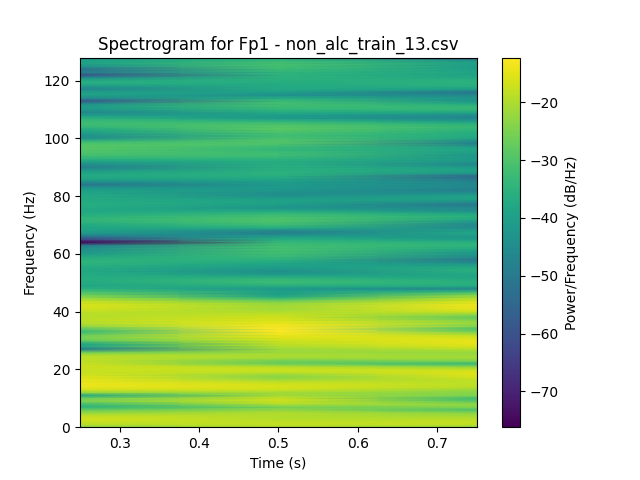 Spectrogram for Fp1 - non_alc_train_13.csv
120
100
80
60
40
20
0
Frequency (Hz)
0.3 0.4 0.5 0.6 0.7
Time (s)
−20
−30
−40
−50
−60
−70
Power/Frequency (dB/Hz)